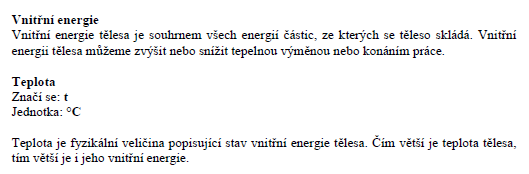 Vnitřní energie
Vnitřní energie tělesa je souhrnem všech energií částic, ze kterých se těleso skládá. Vnitřní
energii tělesa můžeme zvýšit nebo snížit tepelnou výměnou nebo konáním práce.
Teplota
Značí se: t
Jednotka: °C
Teplota je fyzikální veličina popisující stav vnitřní energie tělesa. Čím větší je teplota tělesa,
tím větší je i jeho vnitřní energie.